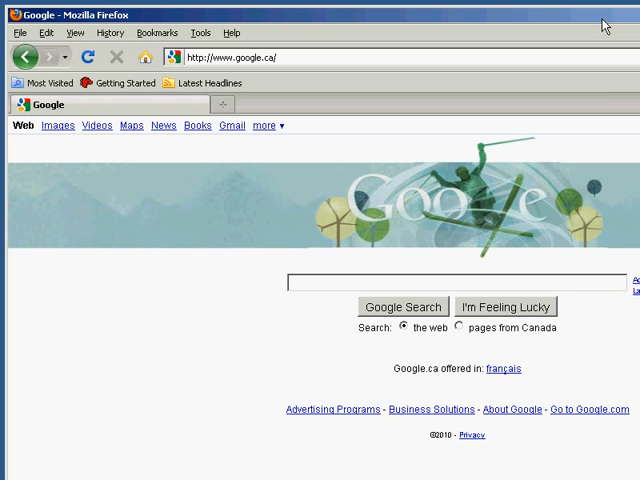 Google - Mozilla Firefox
File Edit View History Bookmarks Tools Help
http://www.google.ca/
Most Visited Getting Started Latest Headlines
Google
Web Images Videos Maps News Books Gmail more ▼
Google
Google Search I'm Feeling Lucky
Search: the web pages from Canada
Google.ca offered in: français
Advertising Programs - Business Solutions - About Google - Go to Google.com
©2010 - Privacy